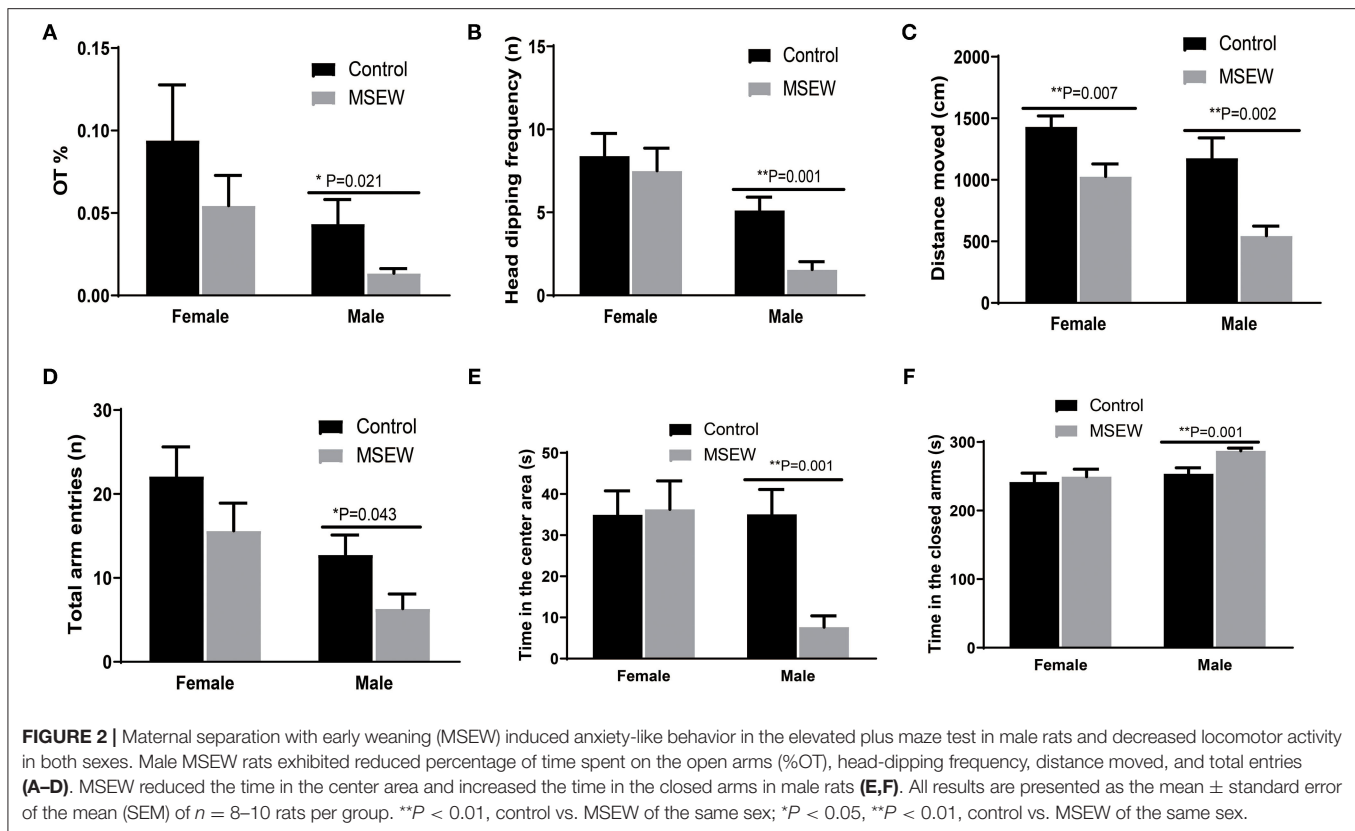 A
OT %
0.15
0.10
0.05
0.00
Control
MSEW
* P=0.021
Female
Male
B
Head dipping frequency (n)
15
10
5
0
Control
MSEW
**P=0.001
Female
Male
C
Distance moved (cm)
2000
1500
1000
500
0
Control
MSEW
**P=0.007
**P=0.002
Female
Male
D
Total arm entries (n)
30
20
10
0
Control
MSEW
*P=0.043
Female
Male
E
Time in the center area (s)
50
40
30
20
10
0
Control
MSEW
**P=0.001
Female
Male
F
Time in the closed arms (s)
300
200
100
0
Control
MSEW
**P=0.001
Female
Male
FIGURE 2 | Maternal separation with early weaning (MSEW) induced anxiety-like behavior in the elevated plus maze test in male rats and decreased locomotor activity
in both sexes. Male MSEW rats exhibited reduced percentage of time spent on the open arms (%OT), head-dipping frequency, distance moved, and total entries
(A–D). MSEW reduced the time in the center area and increased the time in the closed arms in male rats (E,F). All results are presented as the mean ± standard error
of the mean (SEM) of n = 8–10 rats per group. **P < 0.01, control vs. MSEW of the same sex; *P < 0.05, **P < 0.01, control vs. MSEW of the same sex.